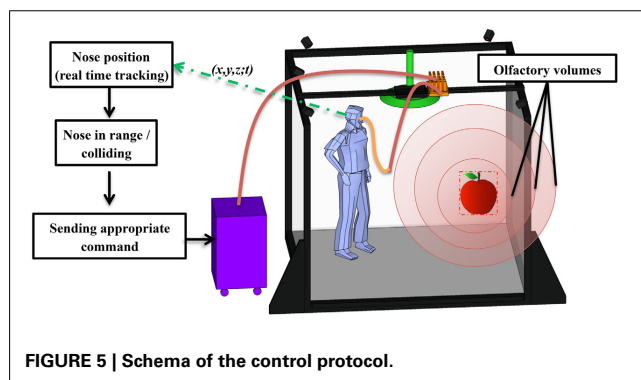 Nose position
(real time tracking)
(x,y,z;t)
Olfactory volumes
Nose in range /
colliding
Sending appropriate
command
FIGURE 5 | Schema of the control protocol.